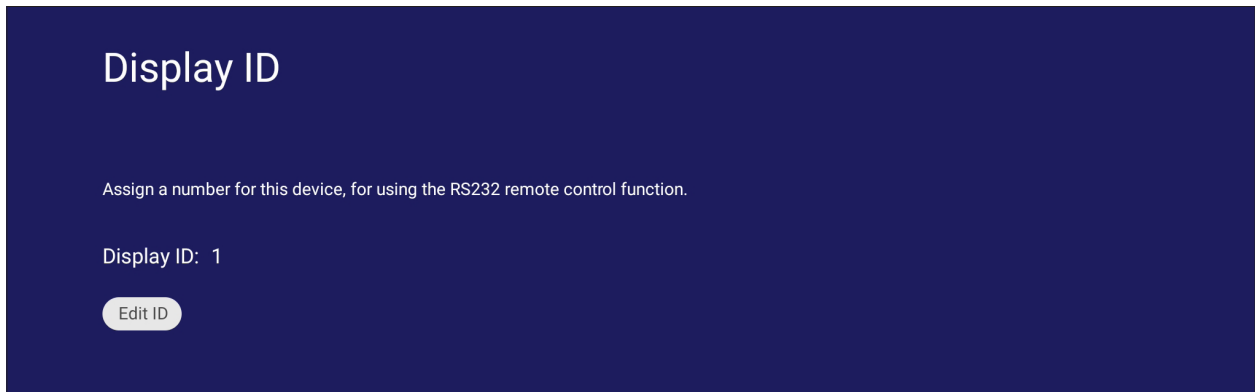 Display ID
Assign a number for this device, for using the RS232 remote control function.
Display ID: 1
Edit ID